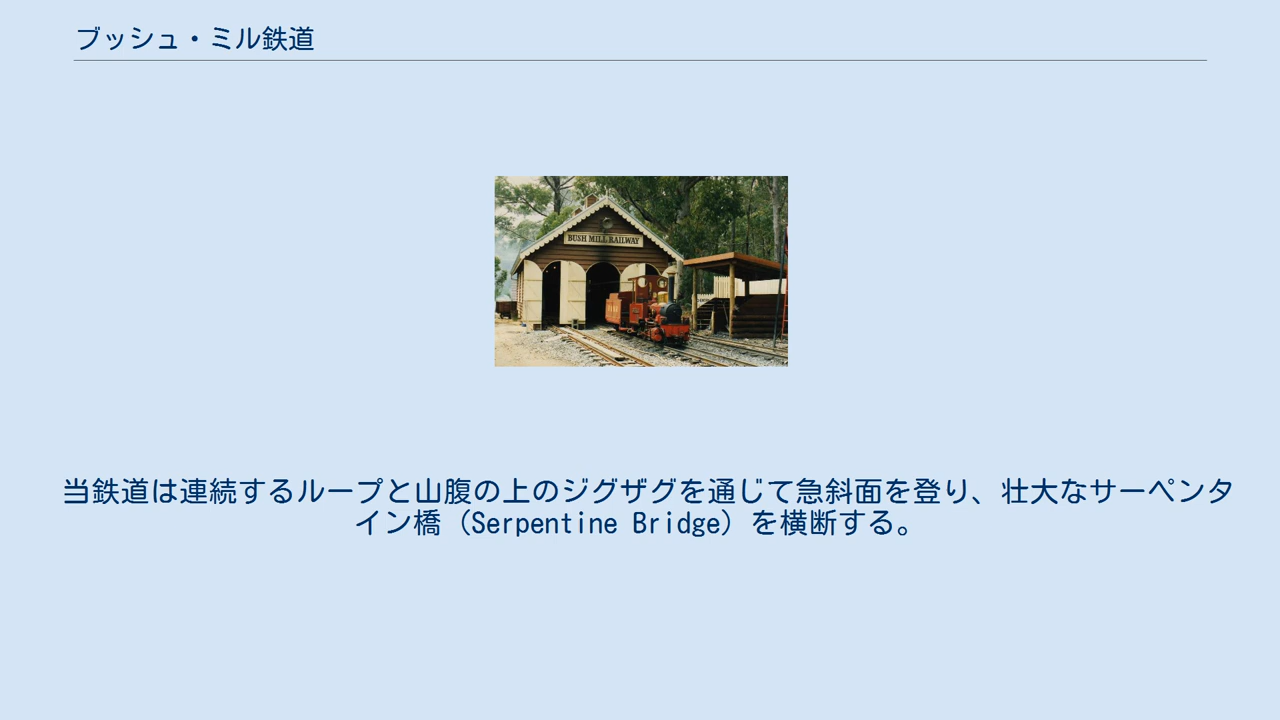 ブッシュ・ミル鉄道
BUSH MILL RAILWAY
当鉄道は連続するループと山腹の上のジグザグを通じて急斜面を登り、壮大なサーペンタ
イン橋（Serpentine Bridge）を横断する。